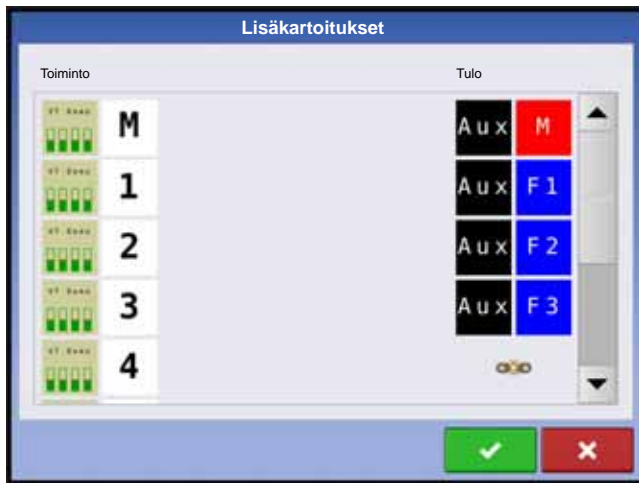 Lisäkartoitukset
Toiminto Tulo
M Aux M
1 Aux F1
2 Aux F2
3 Aux F3
4